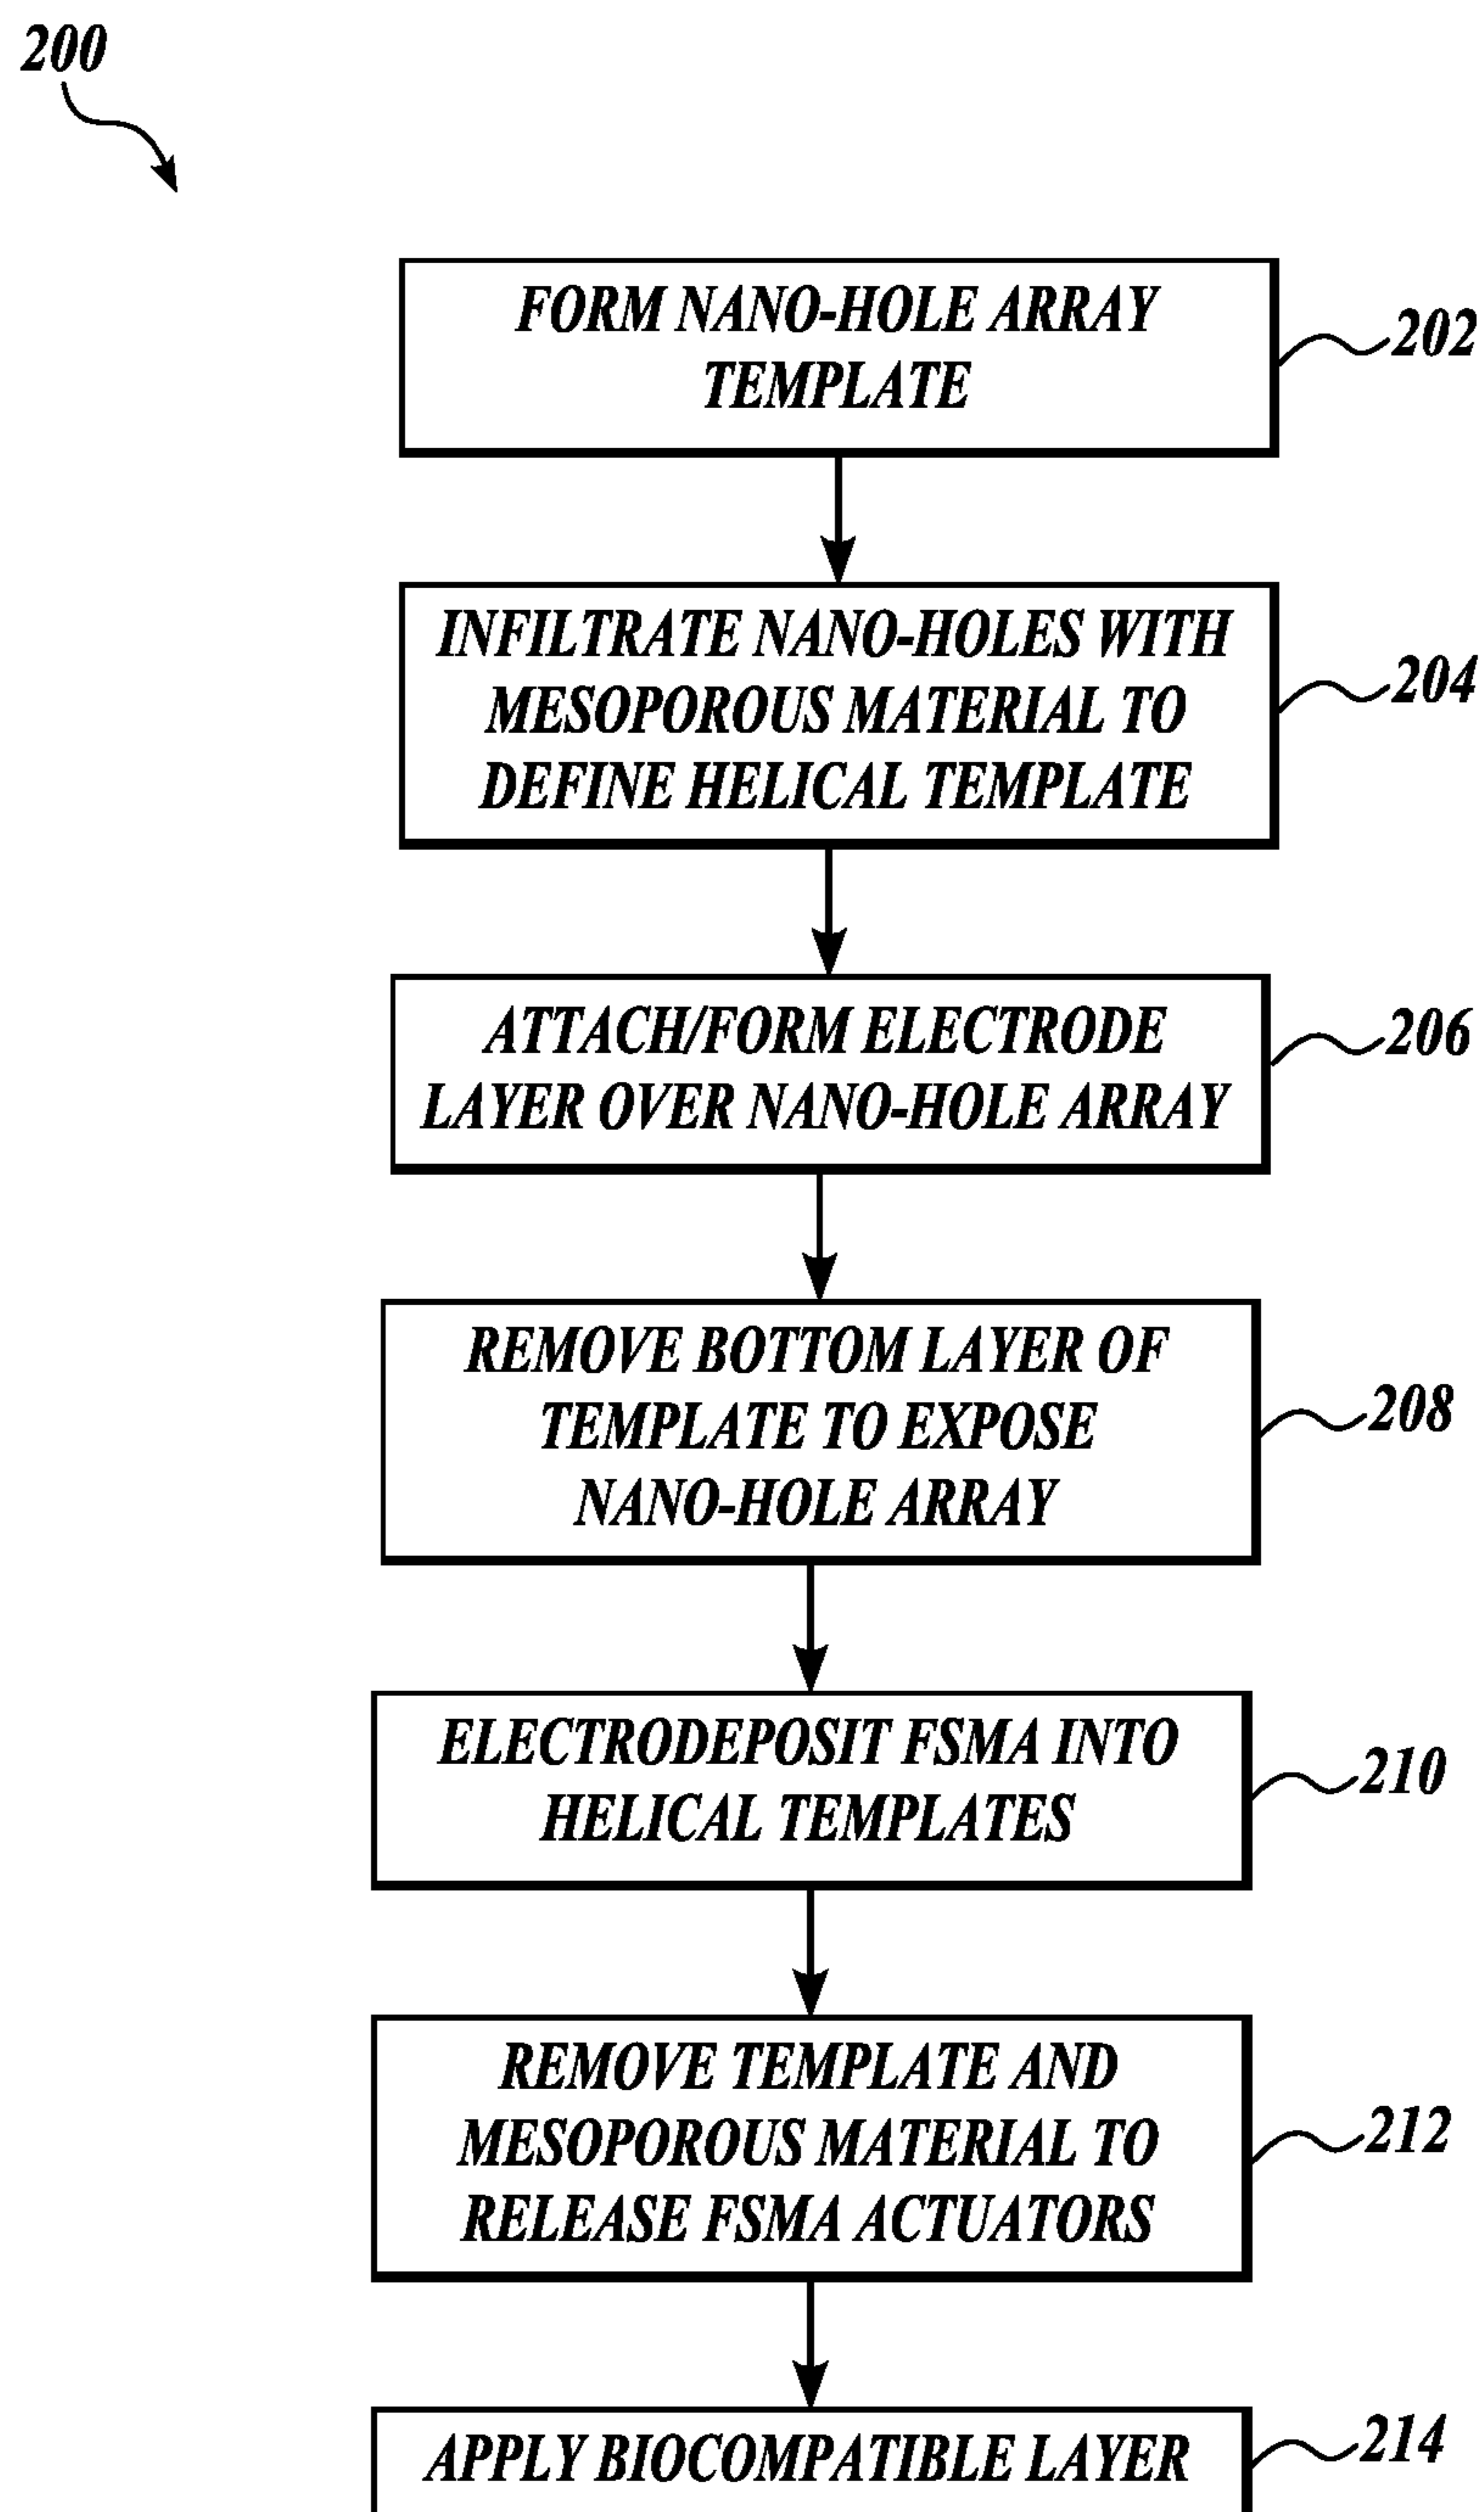 200
FORM NANO-HOLE ARRAY
TEMPLATE
202
INFILTRATE NANO-HOLES WITH
MESOPOROUS MATERIAL TO
DEFINE HELICAL TEMPLATE
204
ATTACH/FORM ELECTRODE
LAYER OVER NANO-HOLE ARRAY
206
REMOVE BOTTOM LAYER OF
TEMPLATE TO EXPOSE
NANO-HOLE ARRAY
208
ELECTRODEPOSIT FSMA INTO
HELICAL TEMPLATES
210
REMOVE TEMPLATE AND
MESOPOROUS MATERIAL TO
RELEASE FSMA ACTUATORS
212
APPLY BIOCOMPATIBLE LAYER
214